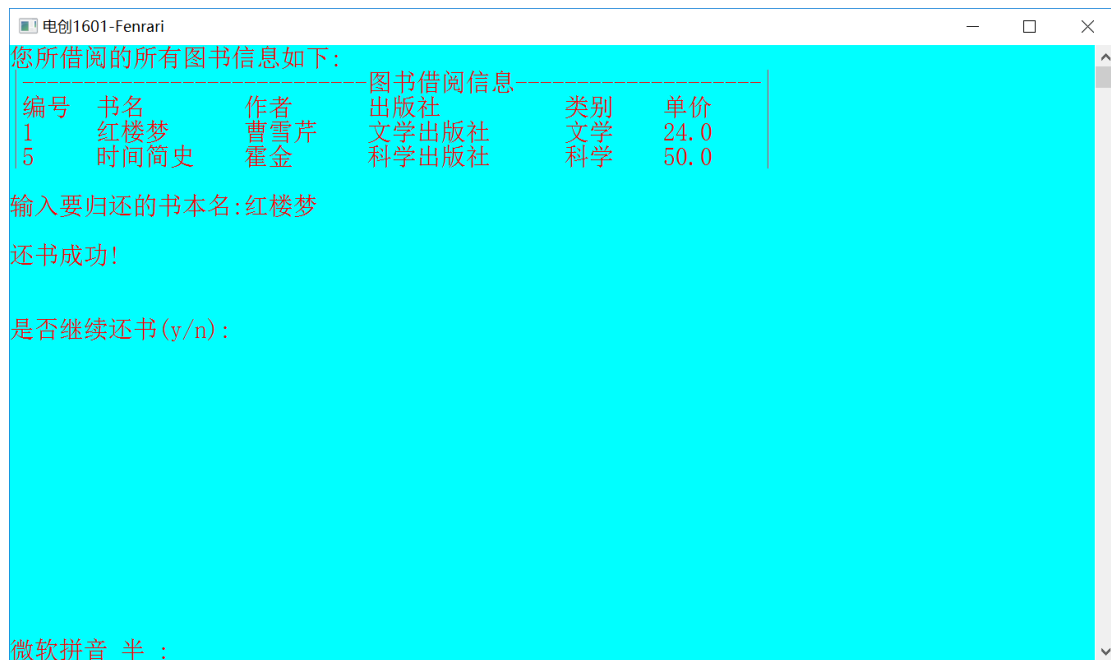 电创1601-Fenrari
您所借阅的所有图书信息如下:
|----------------------------图书借阅信息--------------------|
编号 书名 作者 出版社 类别 单价
1 红楼梦 曹雪芹 文学出版社 文学 24.0
5 时间简史 霍金 科学出版社 科学 50.0
输入要归还的书本名:红楼梦
还书成功!
是否继续还书(y/n):
微软拼音 半 :